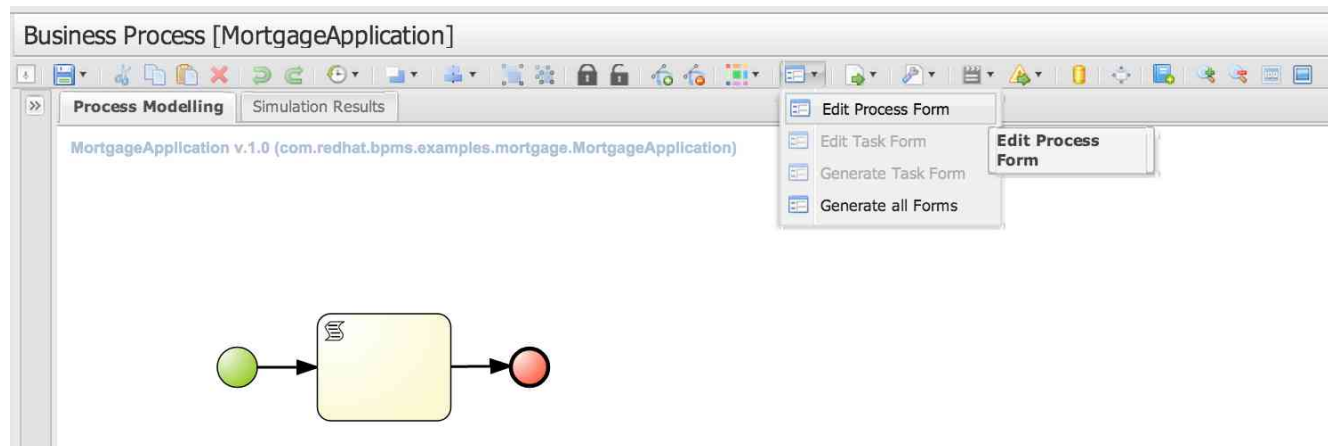 Business Process [MortgageApplication]
Process Modelling
Simulation Results
MortgageApplication v.1.0 (com.redhat.bpms.examples.mortgage.MortgageApplication)
Edit Process Form
Edit Task Form
Generate Task Form
Generate all Forms
Edit Process
Form